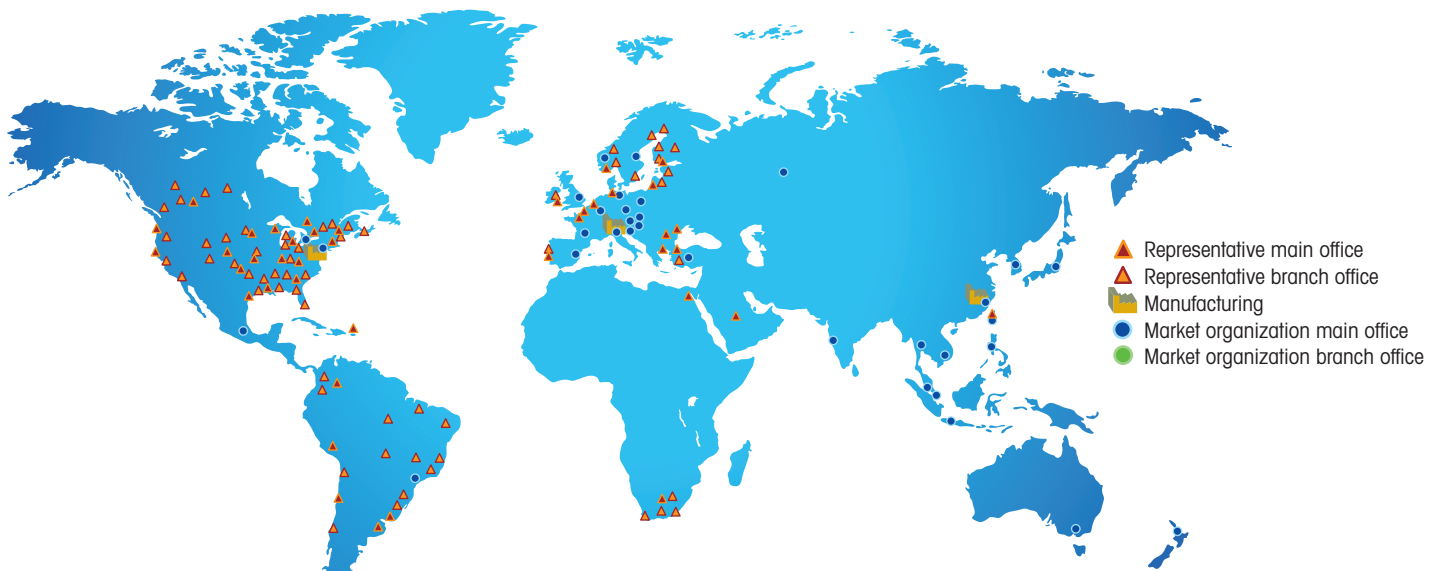 Representative main office
Representative branch office
Manufacturing
Market organization main office
Market organization branch office